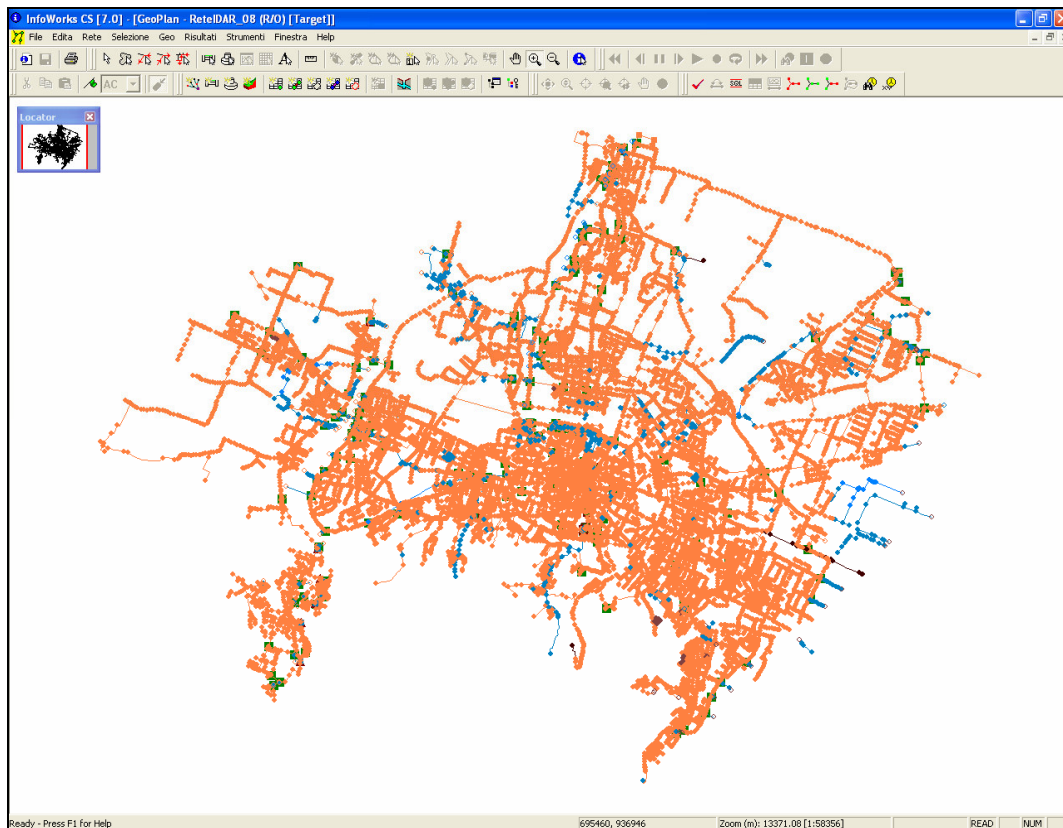 InfoWorks CS [7.0] - [GeoPlan - ReteIDAR_08 (R/O) [Target]]
File Edita Rete Selezione Geo Risultati Strumenti Finestra Help
AC
SQL
Locator
Ready - Press F1 for Help 695460, 936946 Zoom (m): 13371.08 [1:58356] READ NUM